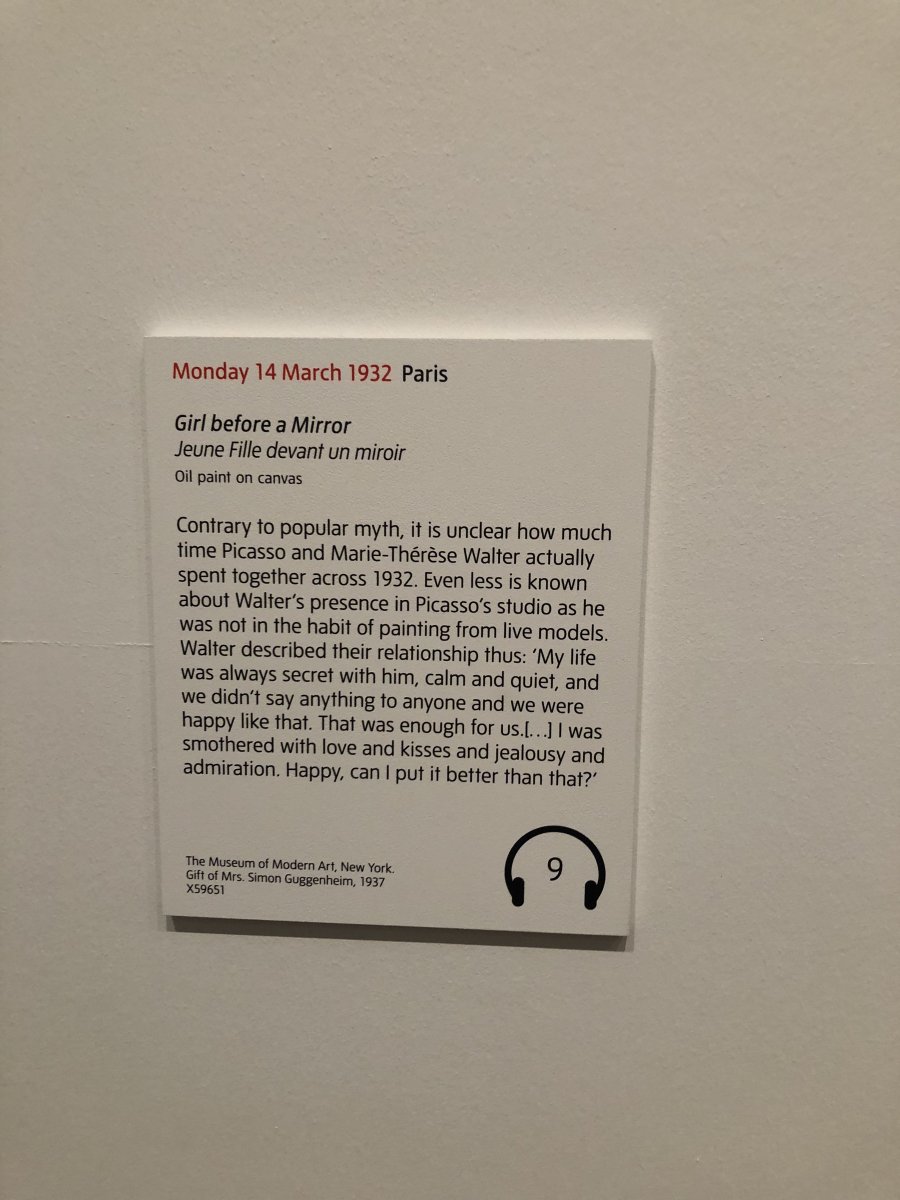 Monday 14 March 1932 Paris
Girl before a Mirror
Jeune Fille devant un miroir
Oil paint on canvas
Contrary to popular myth, it is unclear how much
time Picasso and Marie-Thérèse Walter actually
spent together across 1932. Even less is known
about Walter’s presence in Picasso’s studio as he
was not in the habit of painting from live models.
Walter described their relationship thus: ‘My life
was always secret with him, calm and quiet, and
we didn’t say anything to anyone and we were
happy like that. That was enough for us.[…] I was
smothered with love and kisses and jealousy and
admiration. Happy, can I put it better than that?’
The Museum of Modern Art, New York.
Gift of Mrs. Simon Guggenheim, 1937
X59651
9